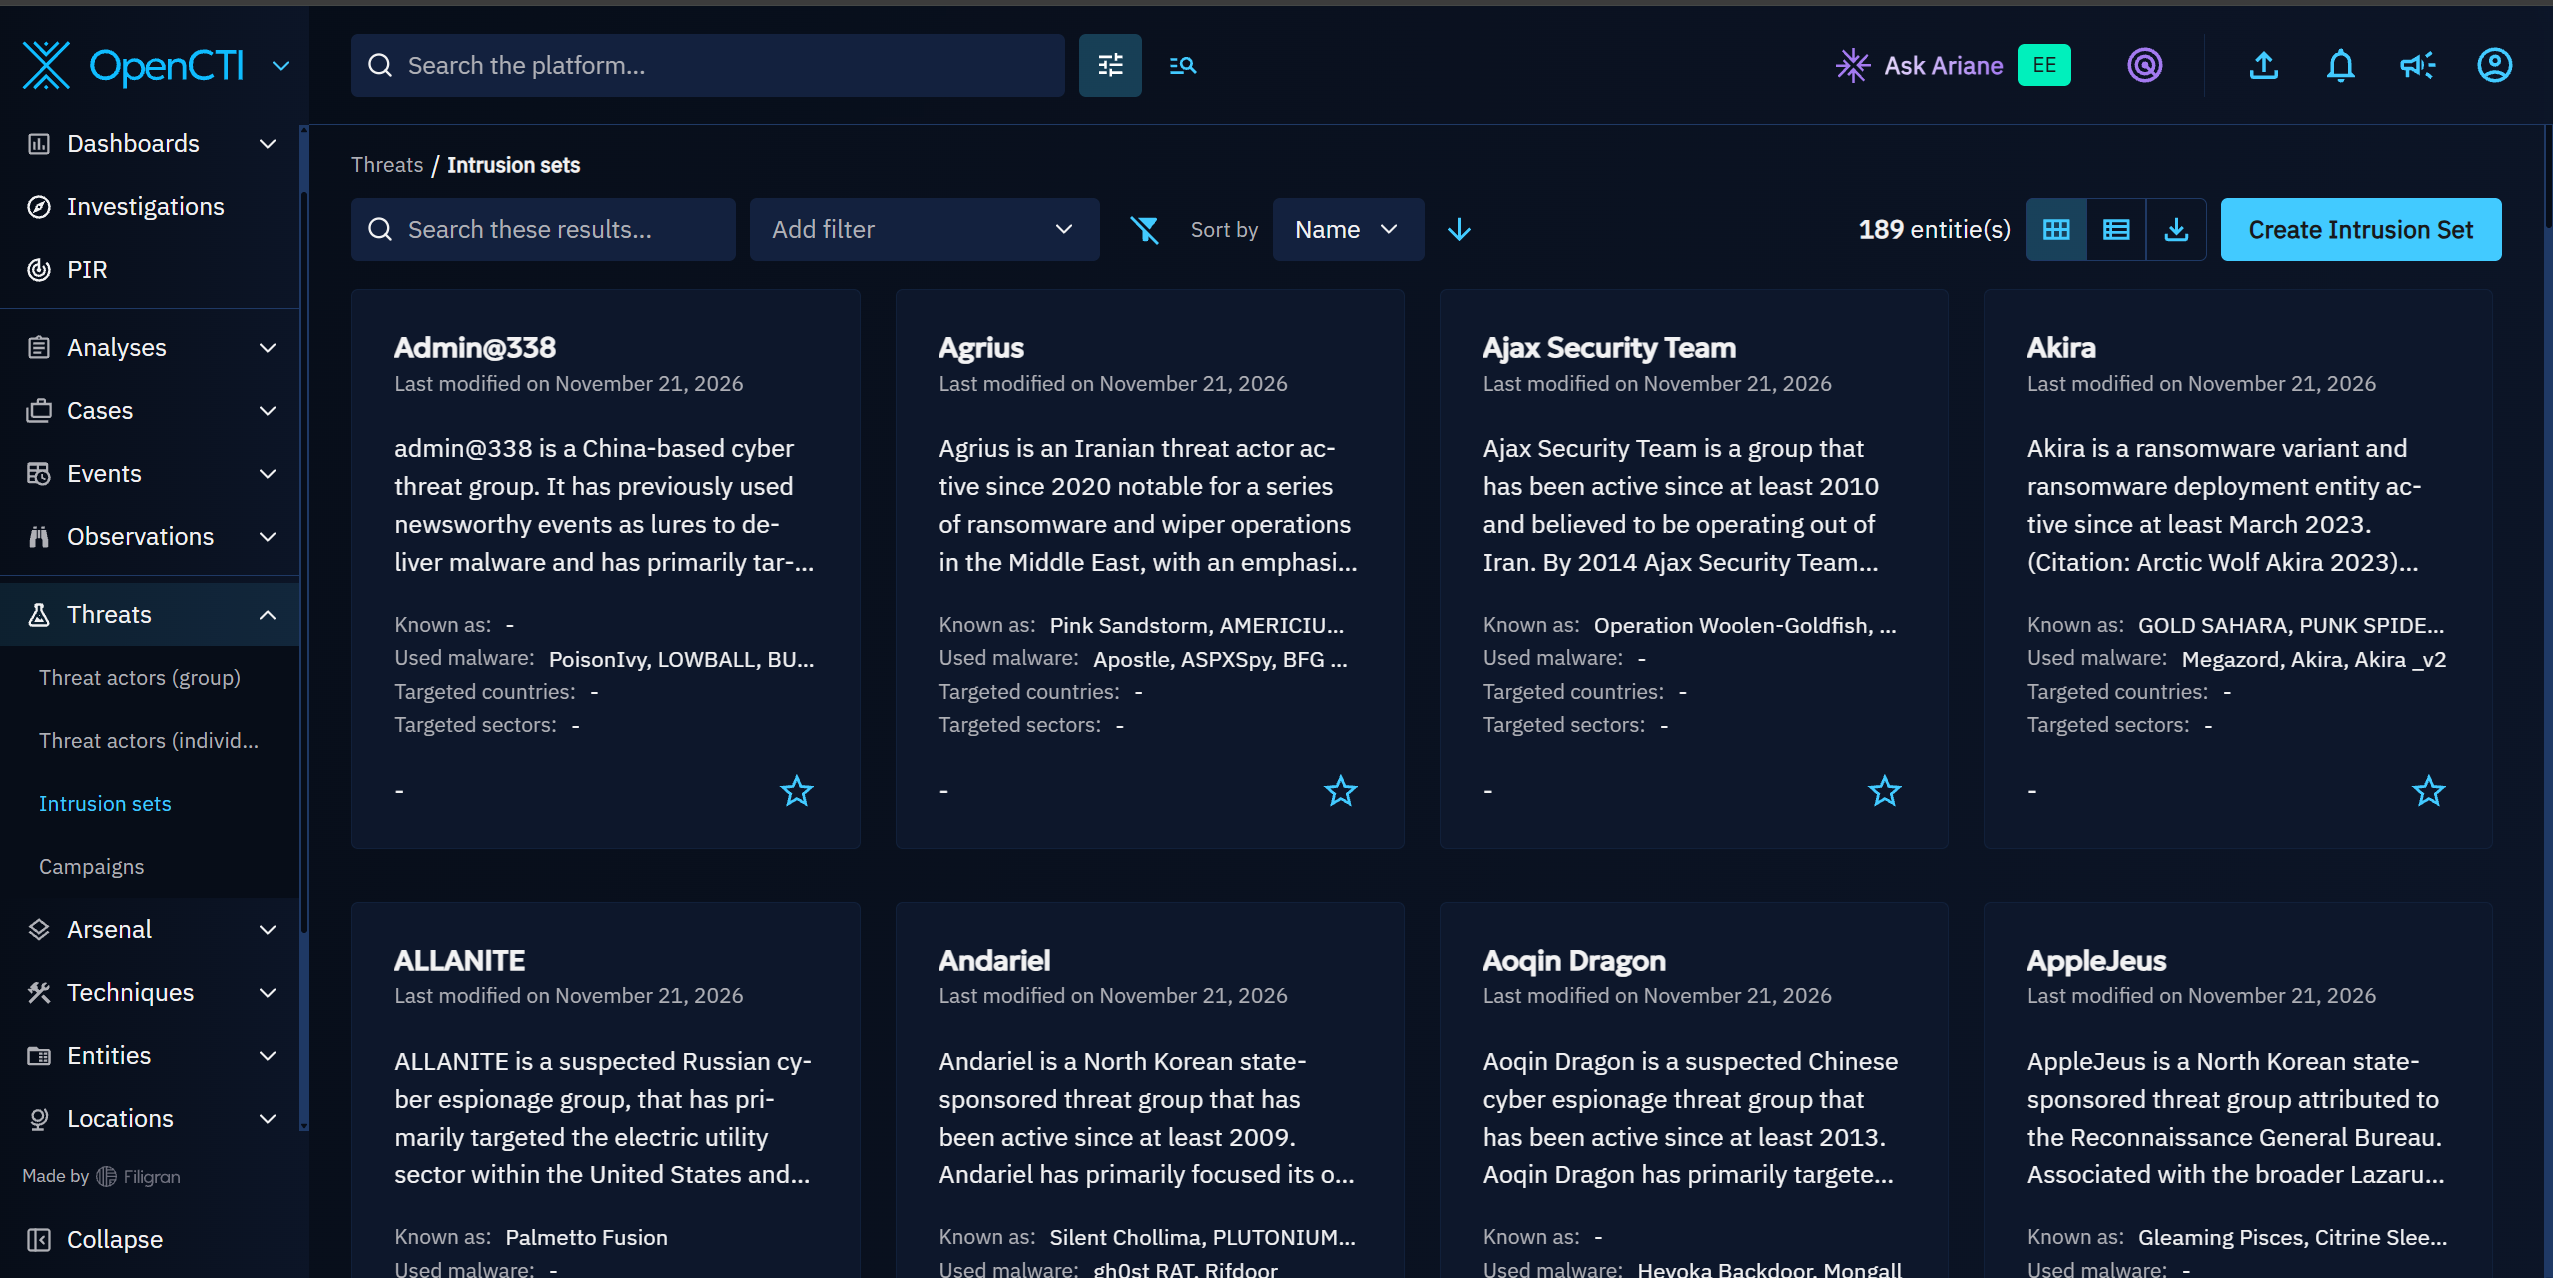 OpenCTI
Search the platform...
Ask Ariane EE
Dashboards
Investigations
PIR
Analyses
Cases
Events
Observations
Threats
Threat actors (group)
Threat actors (individ...
Intrusion sets
Campaigns
Arsenal
Techniques
Entities
Locations
Made by Filigran
Collapse
Threats / Intrusion sets
Search these results...
Add filter
Sort by Name
189 entitie(s)
Create Intrusion Set
Admin@338
Last modified on November 21, 2026
admin@338 is a China-based cyber
threat group. It has previously used
newsworthy events as lures to de-
liver malware and has primarily tar-...
Known as: -
Used malware: PoisonIvy, LOWBALL, BU...
Targeted countries: -
Targeted sectors: -
-
Agrius
Last modified on November 21, 2026
Agrius is an Iranian threat actor ac-
tive since 2020 notable for a series
of ransomware and wiper operations
in the Middle East, with an emphasi...
Known as: Pink Sandstorm, AMERICIU...
Used malware: Apostle, ASPXSpy, BFG ...
Targeted countries: -
Targeted sectors: -
-
Ajax Security Team
Last modified on November 21, 2026
Ajax Security Team is a group that
has been active since at least 2010
and believed to be operating out of
Iran. By 2014 Ajax Security Team...
Known as: Operation Woolen-Goldfish, ...
Used malware: -
Targeted countries: -
Targeted sectors: -
-
Akira
Last modified on November 21, 2026
Akira is a ransomware variant and
ransomware deployment entity ac-
tive since at least March 2023.
(Citation: Arctic Wolf Akira 2023)...
Known as: GOLD SAHARA, PUNK SPIDE...
Used malware: Megazord, Akira, Akira _v2
Targeted countries: -
Targeted sectors: -
-
ALLANITE
Last modified on November 21, 2026
ALLANITE is a suspected Russian cy-
ber espionage group, that has pri-
marily targeted the electric utility
sector within the United States and...
Known as: Palmetto Fusion
Used malware: -
Andariel
Last modified on November 21, 2026
Andariel is a North Korean state-
sponsored threat group that has
been active since at least 2009.
Andariel has primarily focused its o...
Known as: Silent Chollima, PLUTONIUM...
Used malware: gh0st RAT, Rifdoor
Aoqin Dragon
Last modified on November 21, 2026
Aoqin Dragon is a suspected Chinese
cyber espionage threat group that
has been active since at least 2013.
Aoqin Dragon has primarily targete...
Known as: -
Used malware: Heyoka Backdoor, Mongall
AppleJeus
Last modified on November 21, 2026
AppleJeus is a North Korean state-
sponsored threat group attributed to
the Reconnaissance General Bureau.
Associated with the broader Lazaru...
Known as: Gleaming Pisces, Citrine Slee...
Used malware: -